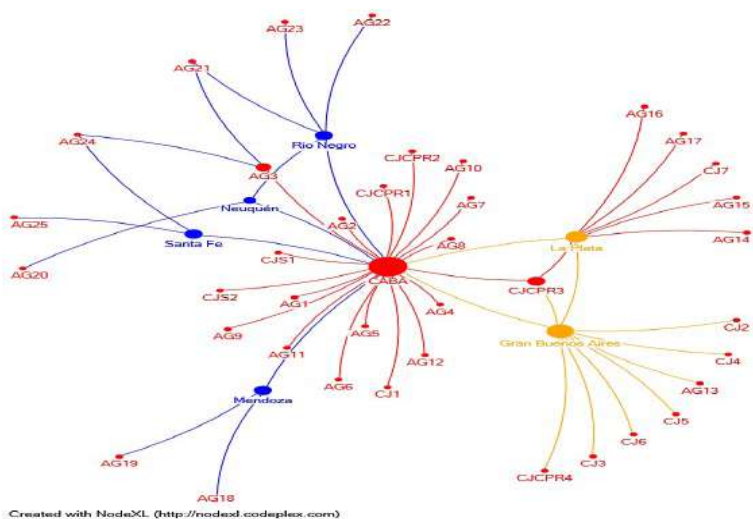 AG23
AG22
AG21
AG24
Rio Negro
AG3
AG16
AG17
CJCPR2
AG10
CJ7
CJCPR1
Neuquén
AG7
AG15
AG2
AG25
Santa Fe
AG8
La Plata
AG14
CJS1
AG20
CABA
CJCPR3
CJS2
AG1
AG4
AG9
AG5
CJ2
Gran Buenos Aires
AG11
AG12
CJ4
AG6
CJ1
AG13
Mendoza
CJ5
CJ6
AG19
CJ3
CJCPR4
AG18
Created with NodeXL (http://nodexl.codeplex.com)